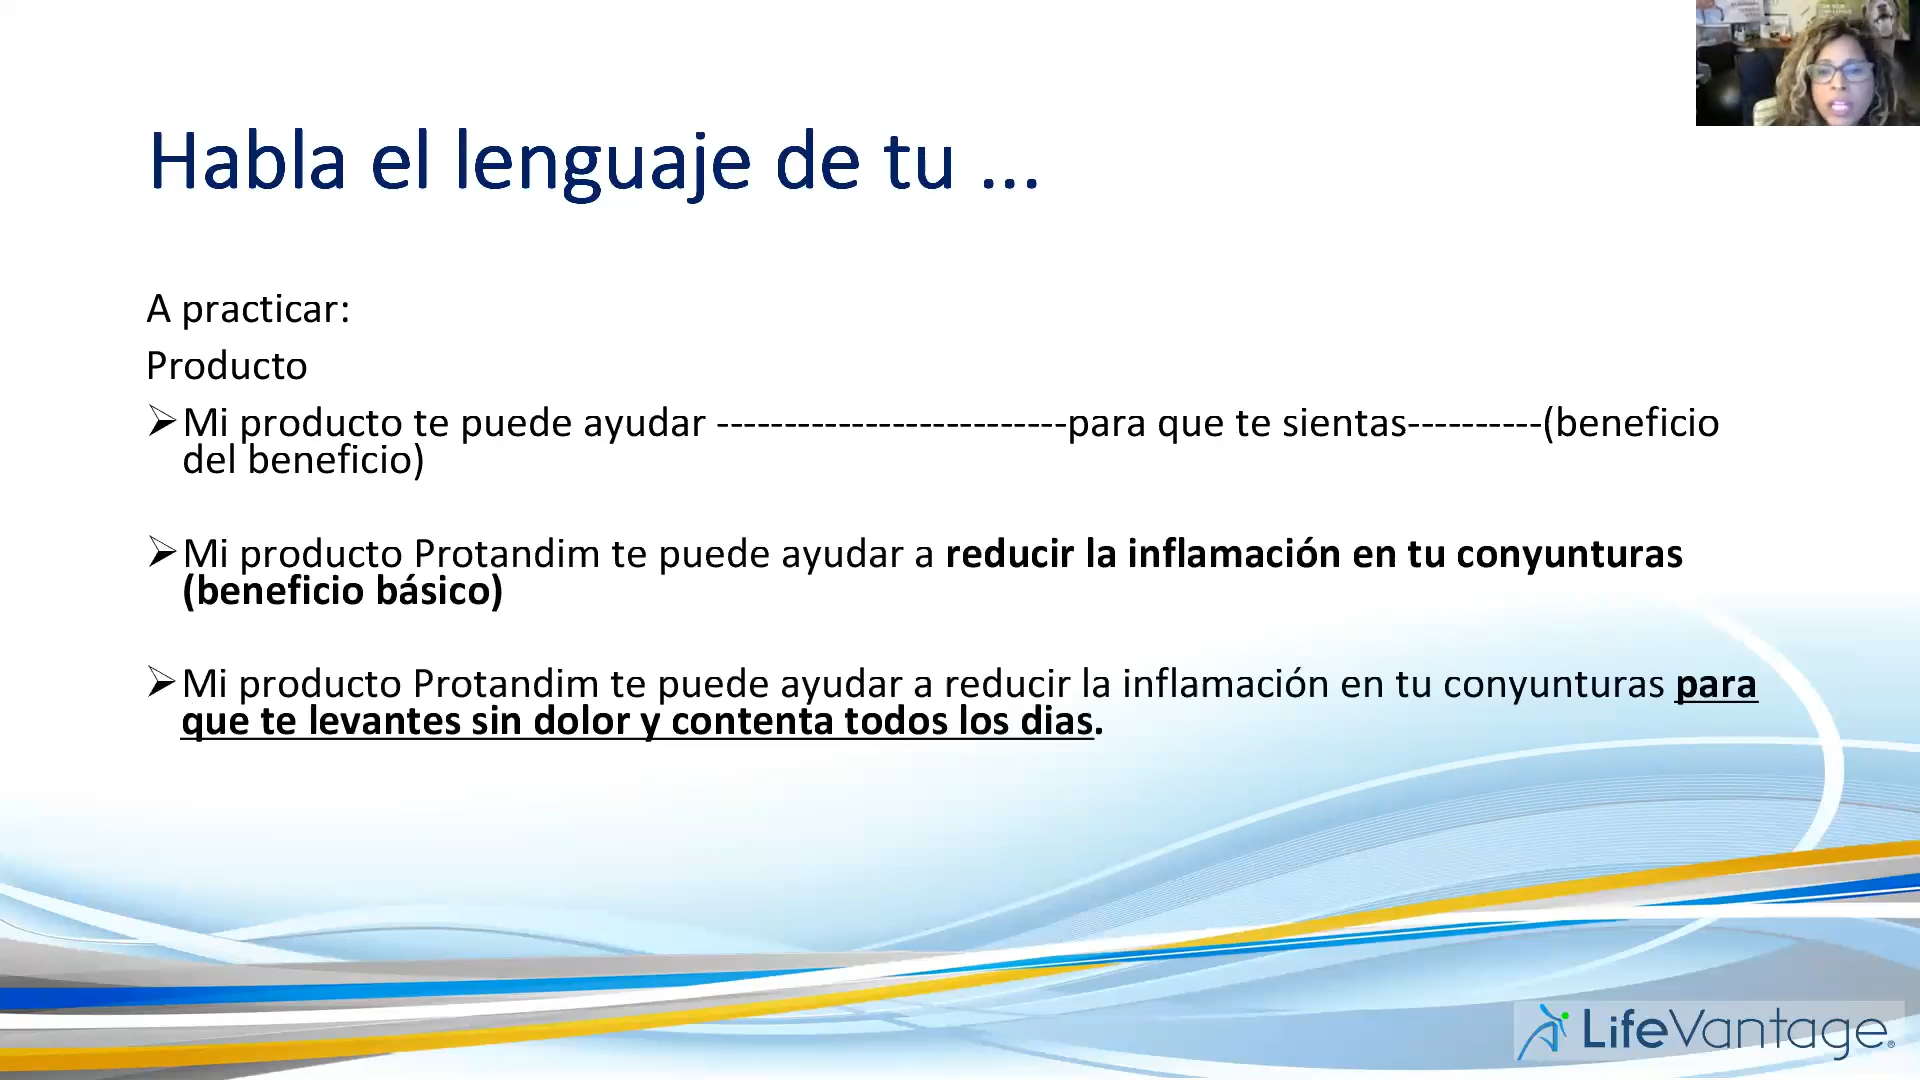 Habla el lenguaje de tu ...
A practicar:
Producto
Mi producto te puede ayudar --------------------------para que te sientas----------(beneficio
del beneficio)
Mi producto Protandim te puede ayudar a reducir la inflamación en tu conyunturas
(beneficio básico)
Mi producto Protandim te puede ayudar a reducir la inflamación en tu conyunturas para
que te levantes sin dolor y contenta todos los dias.
LifeVantage®